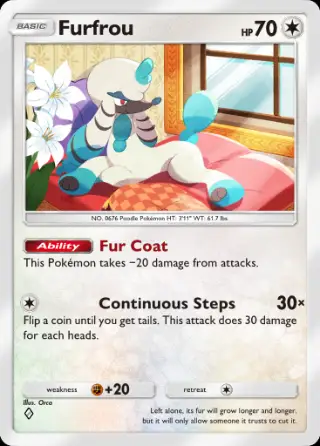 BASIC Furfrou HP 70
NO. 0676 Poodle Pokémon HT: 3'11" WT: 61.7 lbs
Ability Fur Coat
This Pokémon takes −20 damage from attacks.
Continuous Steps 30×
Flip a coin until you get tails. This attack does 30 damage
for each heads.
weakness +20 retreat
Illus. Orca
Left alone, its fur will grow longer and longer,
but it will only allow someone it trusts to cut it.